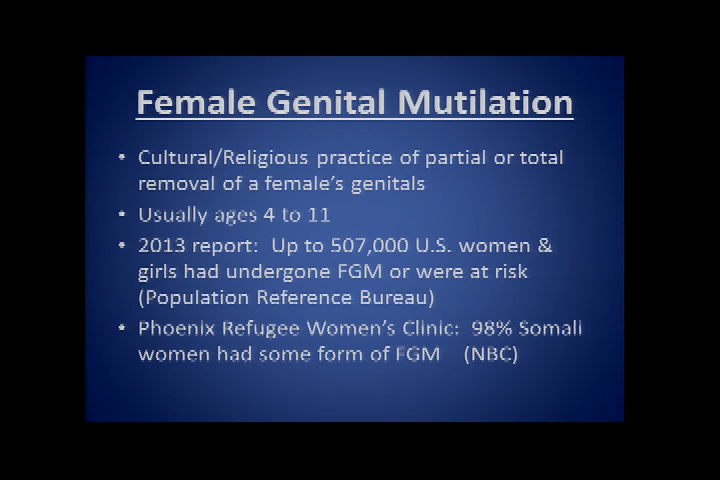 Female Genital Mutilation
• Cultural/Religious practice of partial or total
removal of a female's genitals
• Usually ages 4 to 11
• 2013 report: Up to 507,000 U.S. women &
girls had undergone FGM or were at risk
(Population Reference Bureau)
• Phoenix Refugee Women's Clinic: 98% Somali
women had some form of FGM (NBC)